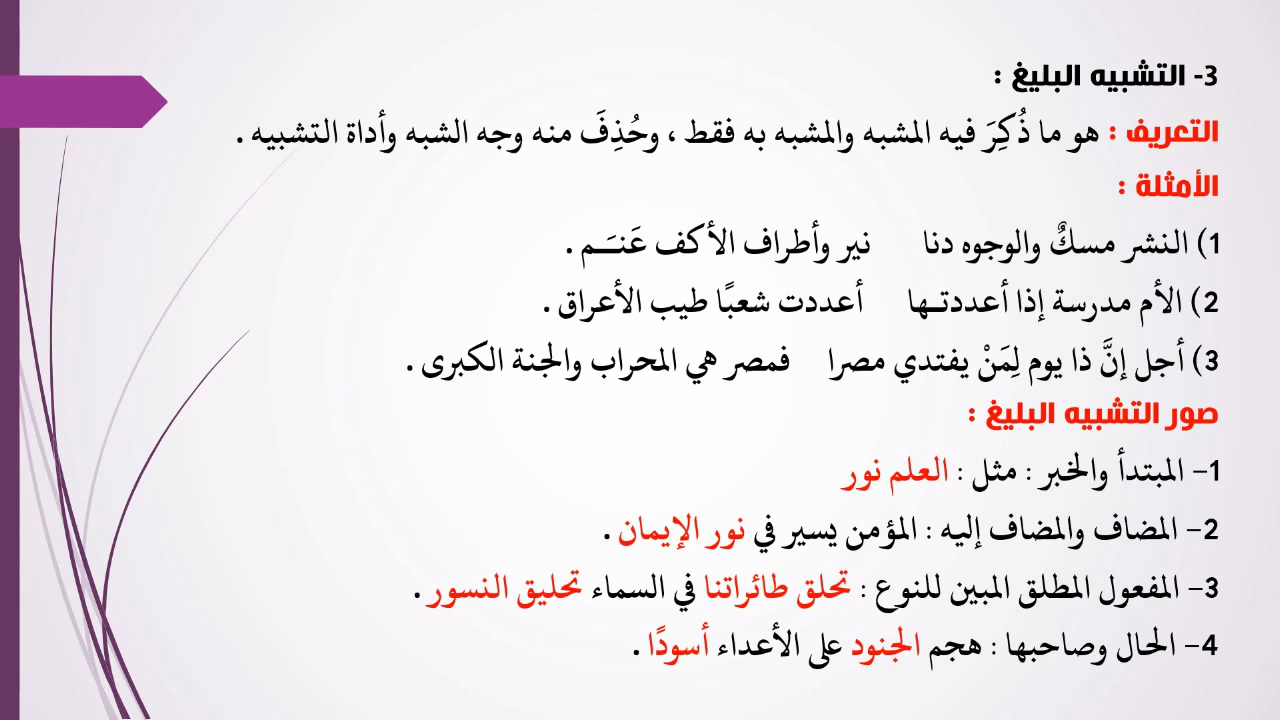 3- التشبيه البليغ :
التعريف : هو ما ذُكِرَ فيه المشبه والمشبه به فقط ، وحُذِفَ منه وجه الشبه وأداة التشبيه .
الأمثلة :
1) النشر مسكٌ والوجوه دنا نير وأطراف الأكف عَنـَـم .
2) الأم مدرسة إذا أعددتـها أعددت شعبًا طيب الأعراق .
3) أجل إنَّ ذا يوم لِمَنْ يفتدي مصرا فمصر هي المحراب والجنة الكبرى .
صور التشبيه البليغ :
1- المبتدأ والخبر : مثل : العلم نور
2- المضاف والمضاف إليه : المؤمن يسير في نور الإيمان .
3- المفعول المطلق المبين للنوع : تحلق طائراتنا في السماء تحليق النسور .
4- الحال وصاحبها : هجم الجنود على الأعداء أسودًا .